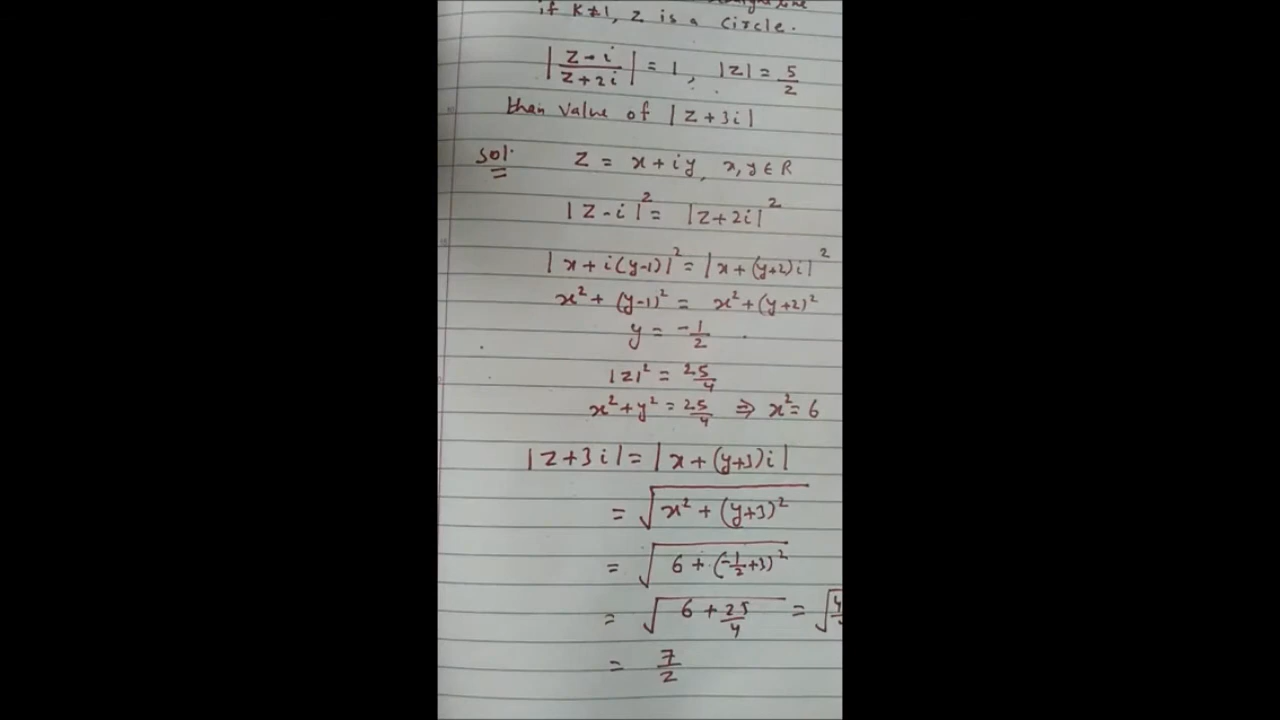 if K≠1, Z is a circle.
|Z-i/Z+2i| = 1, |Z| = 5/2
then value of |Z+3i|
Sol. Z = x+iy, x,y∈R
|Z-i|² = |Z+2i|²
|x+i(y-1)|² = |x+(y+2)i|²
x²+(y-1)² = x²+(y+2)²
y = -1/2
|Z|² = 25/4
x²+y² = 25/4 ⇒ x² = 6
|Z+3i| = |x+(y+3)i|
= √x²+(y+3)²
= √6+(-1/2+3)²
= √6+25/4 = √
= 7/2